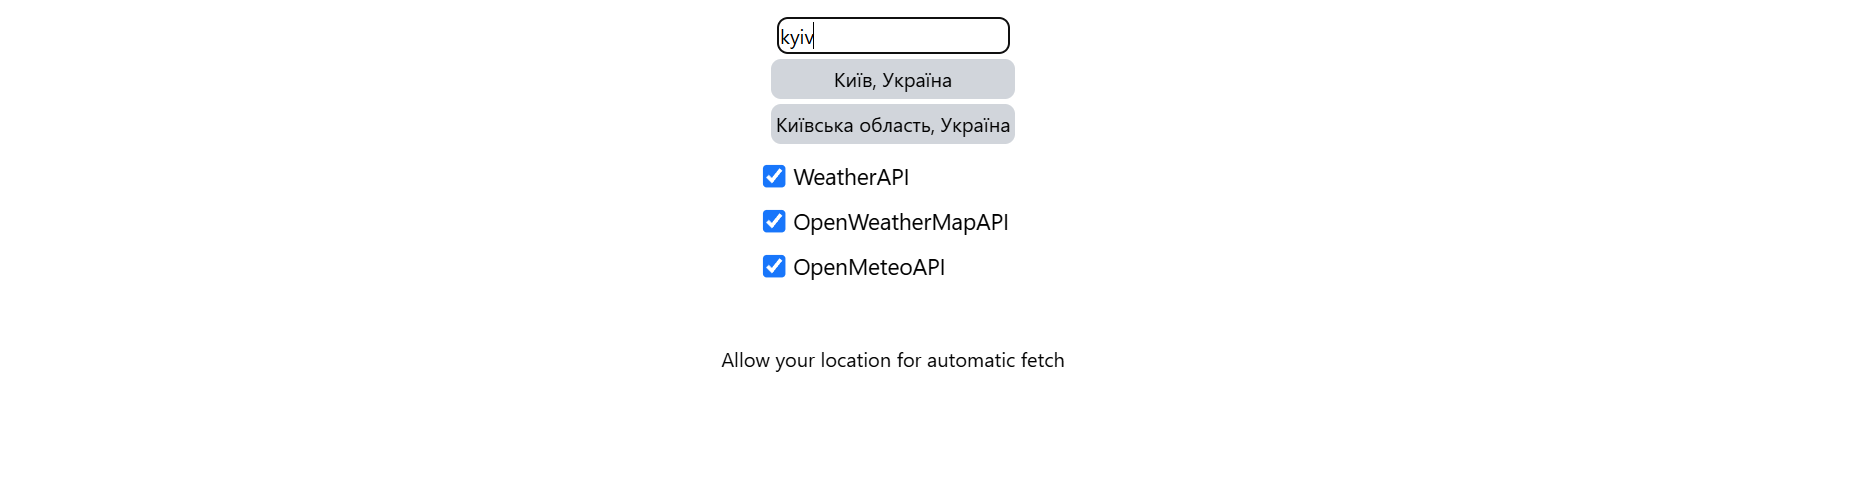 kyiv
Київ, Україна
Київська область, Україна
WeatherAPI
OpenWeatherMapAPI
OpenMeteoAPI
Allow your location for automatic fetch